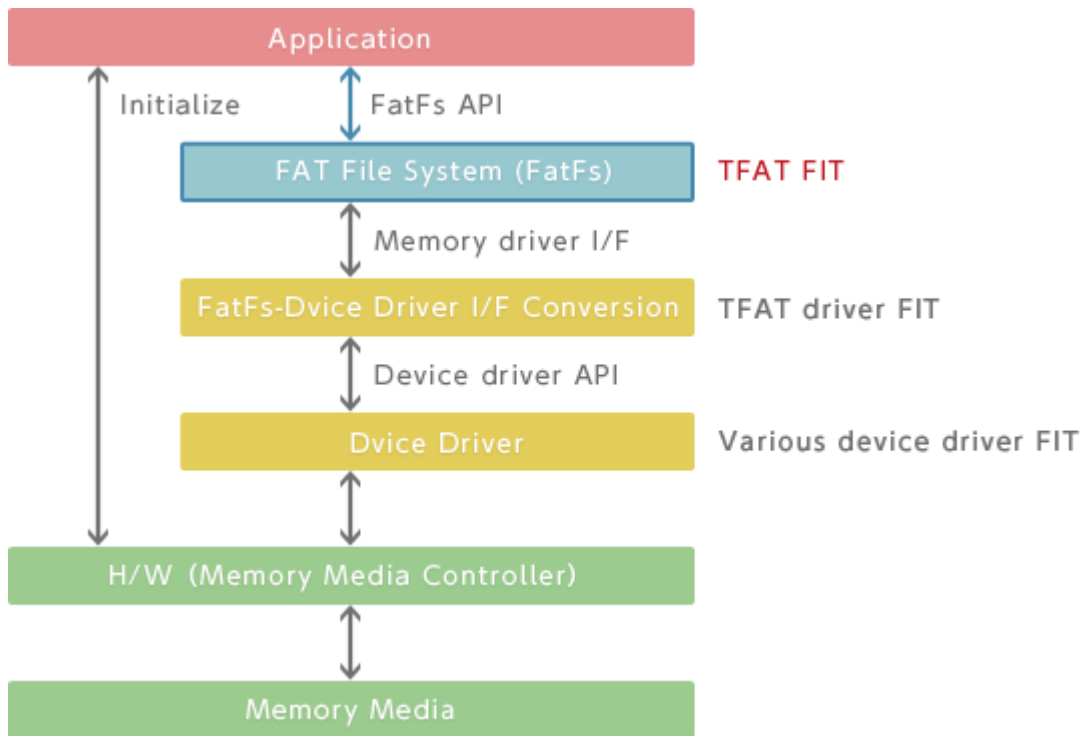 Application
Initialize
FatFs API
FAT File System (FatFs)
TFAT FIT
Memory driver I/F
FatFs-Dvice Driver I/F Conversion
TFAT driver FIT
Device driver API
Dvice Driver
Various device driver FIT
H/W (Memory Media Controller)
Memory Media